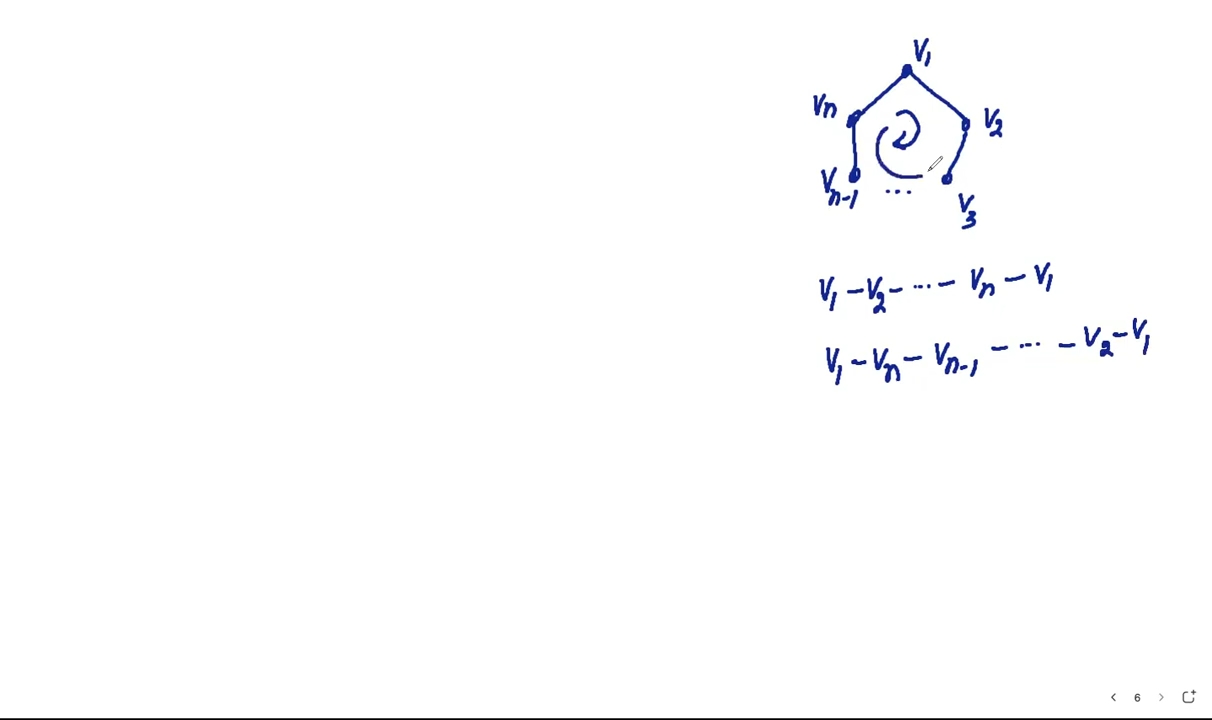 V₁
Vn
V₂
Vn-1
...
V₃
V₁ – V₂ – ... – Vn – V₁
V₁ – Vn – Vn-1 – ... – V₂ – V₁
< 6 >